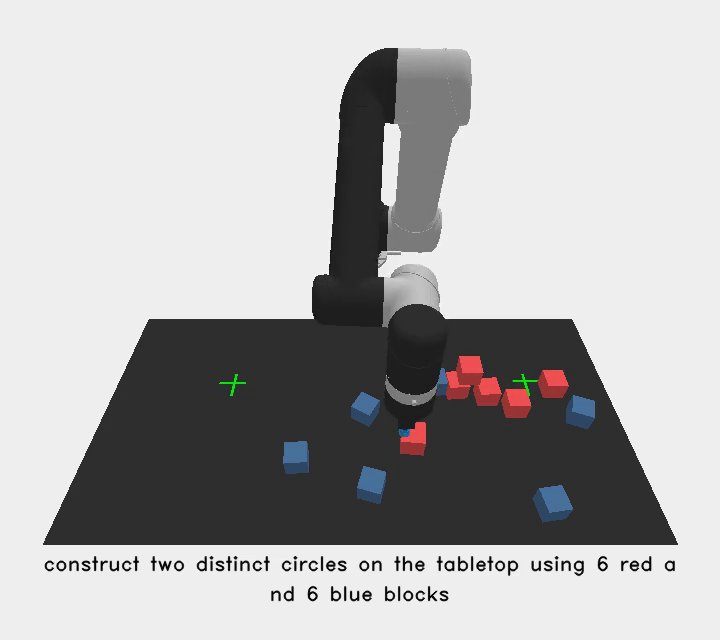 construct two distinct circles on the tabletop using 6 red a
nd 6 blue blocks